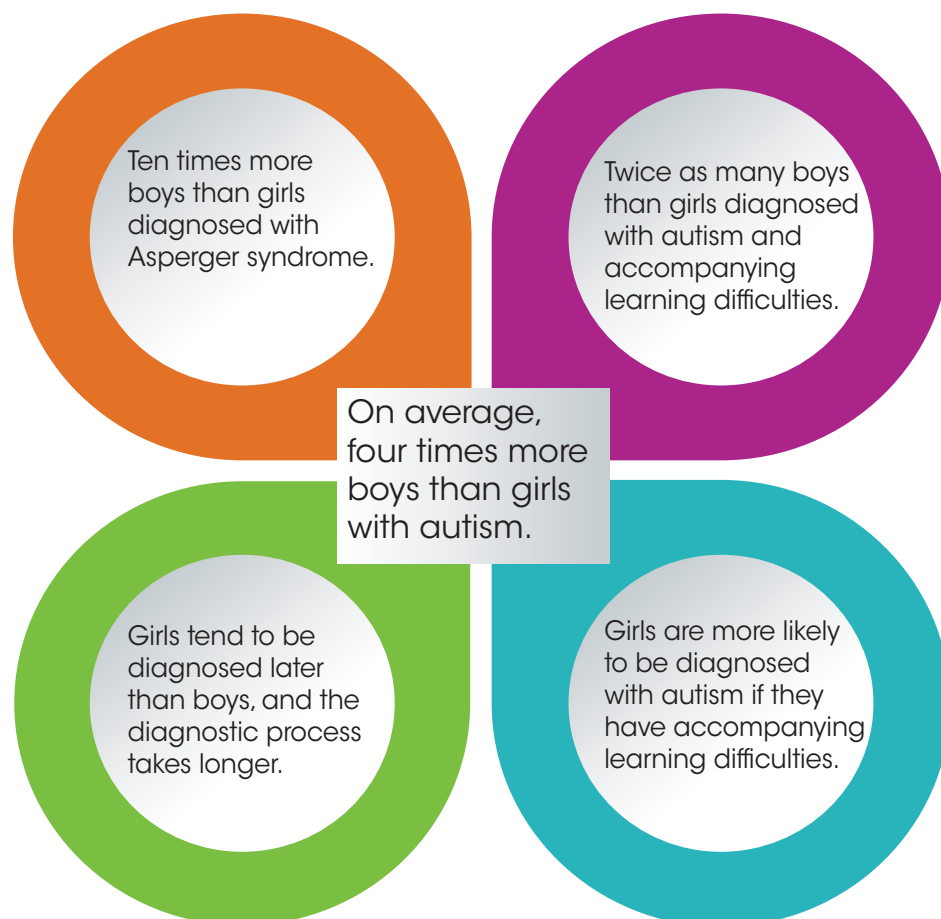 Ten times more
boys than girls
diagnosed with
Asperger syndrome.
Twice as many boys
than girls diagnosed
with autism and
accompanying
learning difficulties.
On average,
four times more
boys than girls
with autism.
Girls tend to be
diagnosed later
than boys, and the
diagnostic process
takes longer.
Girls are more likely
to be diagnosed
with autism if they
have accompanying
learning difficulties.